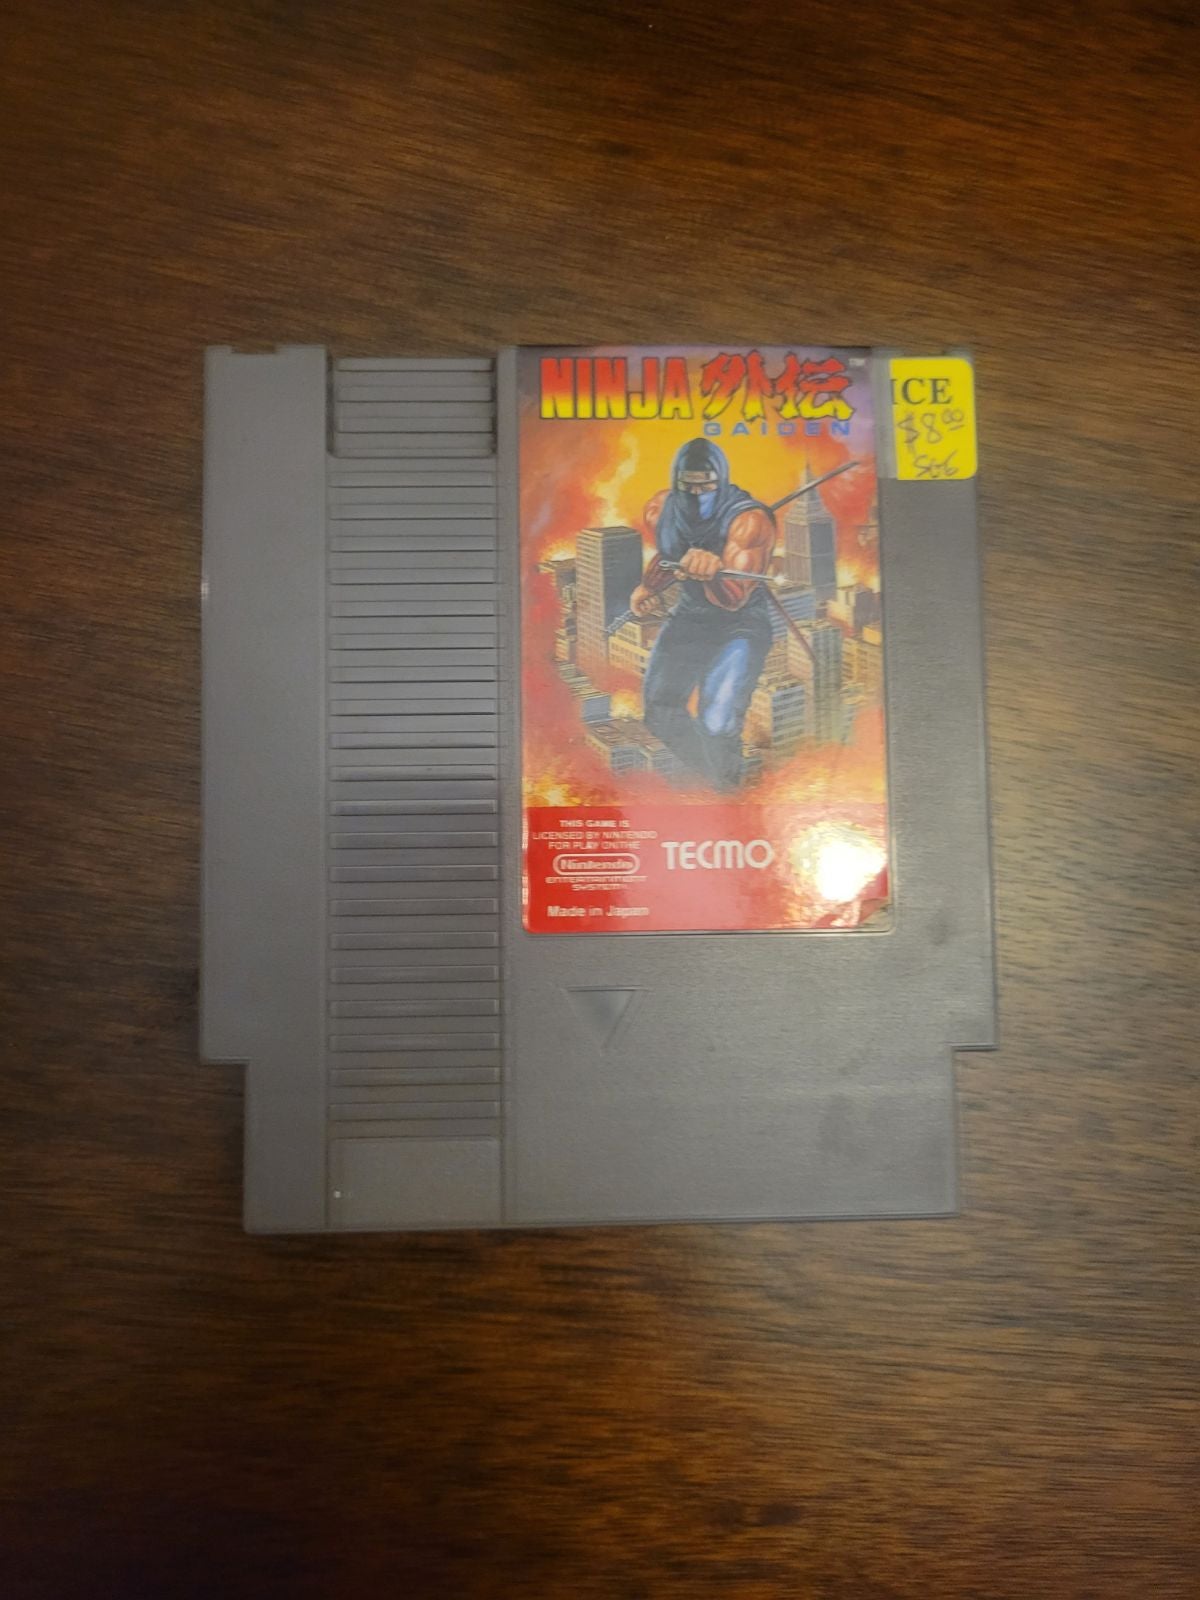 NINJA 外伝 ™
GAIDEN
ICE
$8.00
THIS GAME IS
LICENSED BY NINTENDO
FOR PLAY ON THE
Nintendo
ENTERTAINMENT
SYSTEM
TECMO
Made in Japan